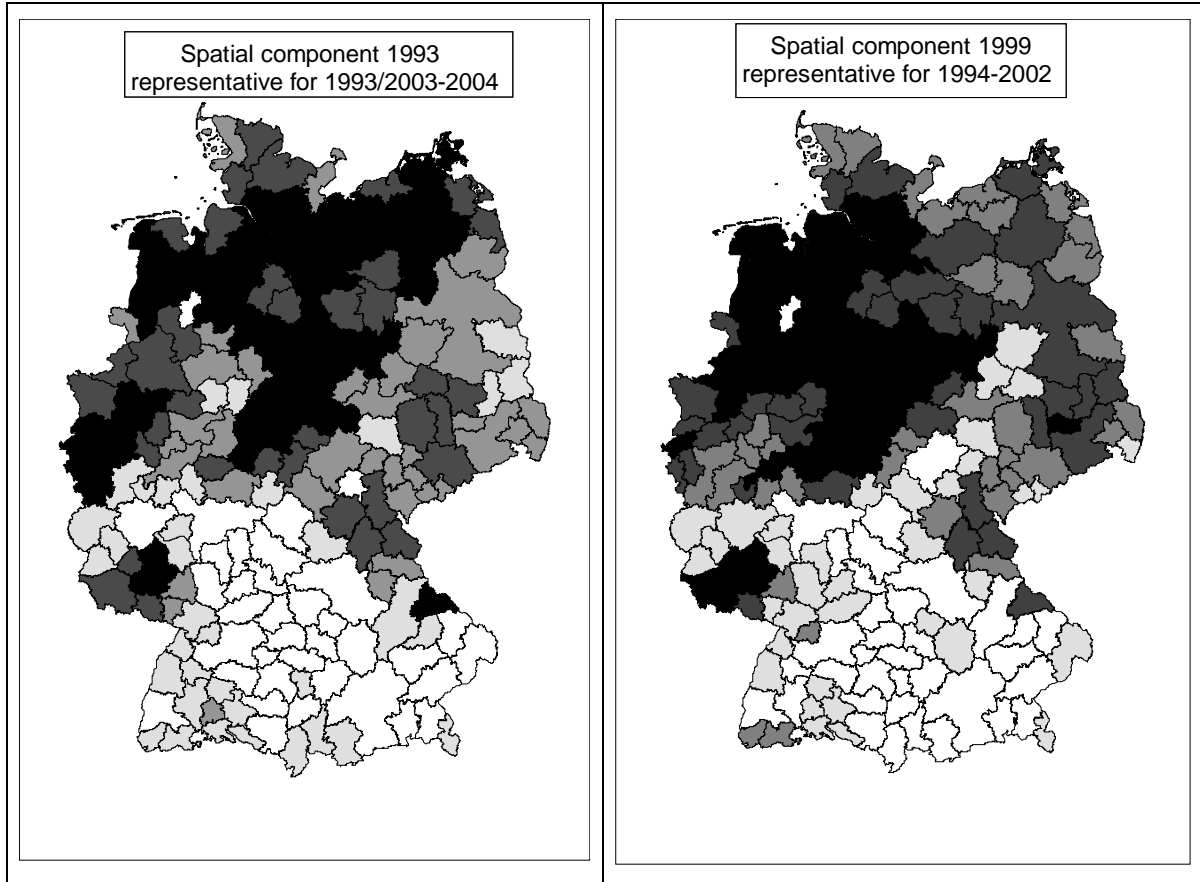 Spatial component 1993
representative for 1993/2003-2004
Spatial component 1999
representative for 1994-2002